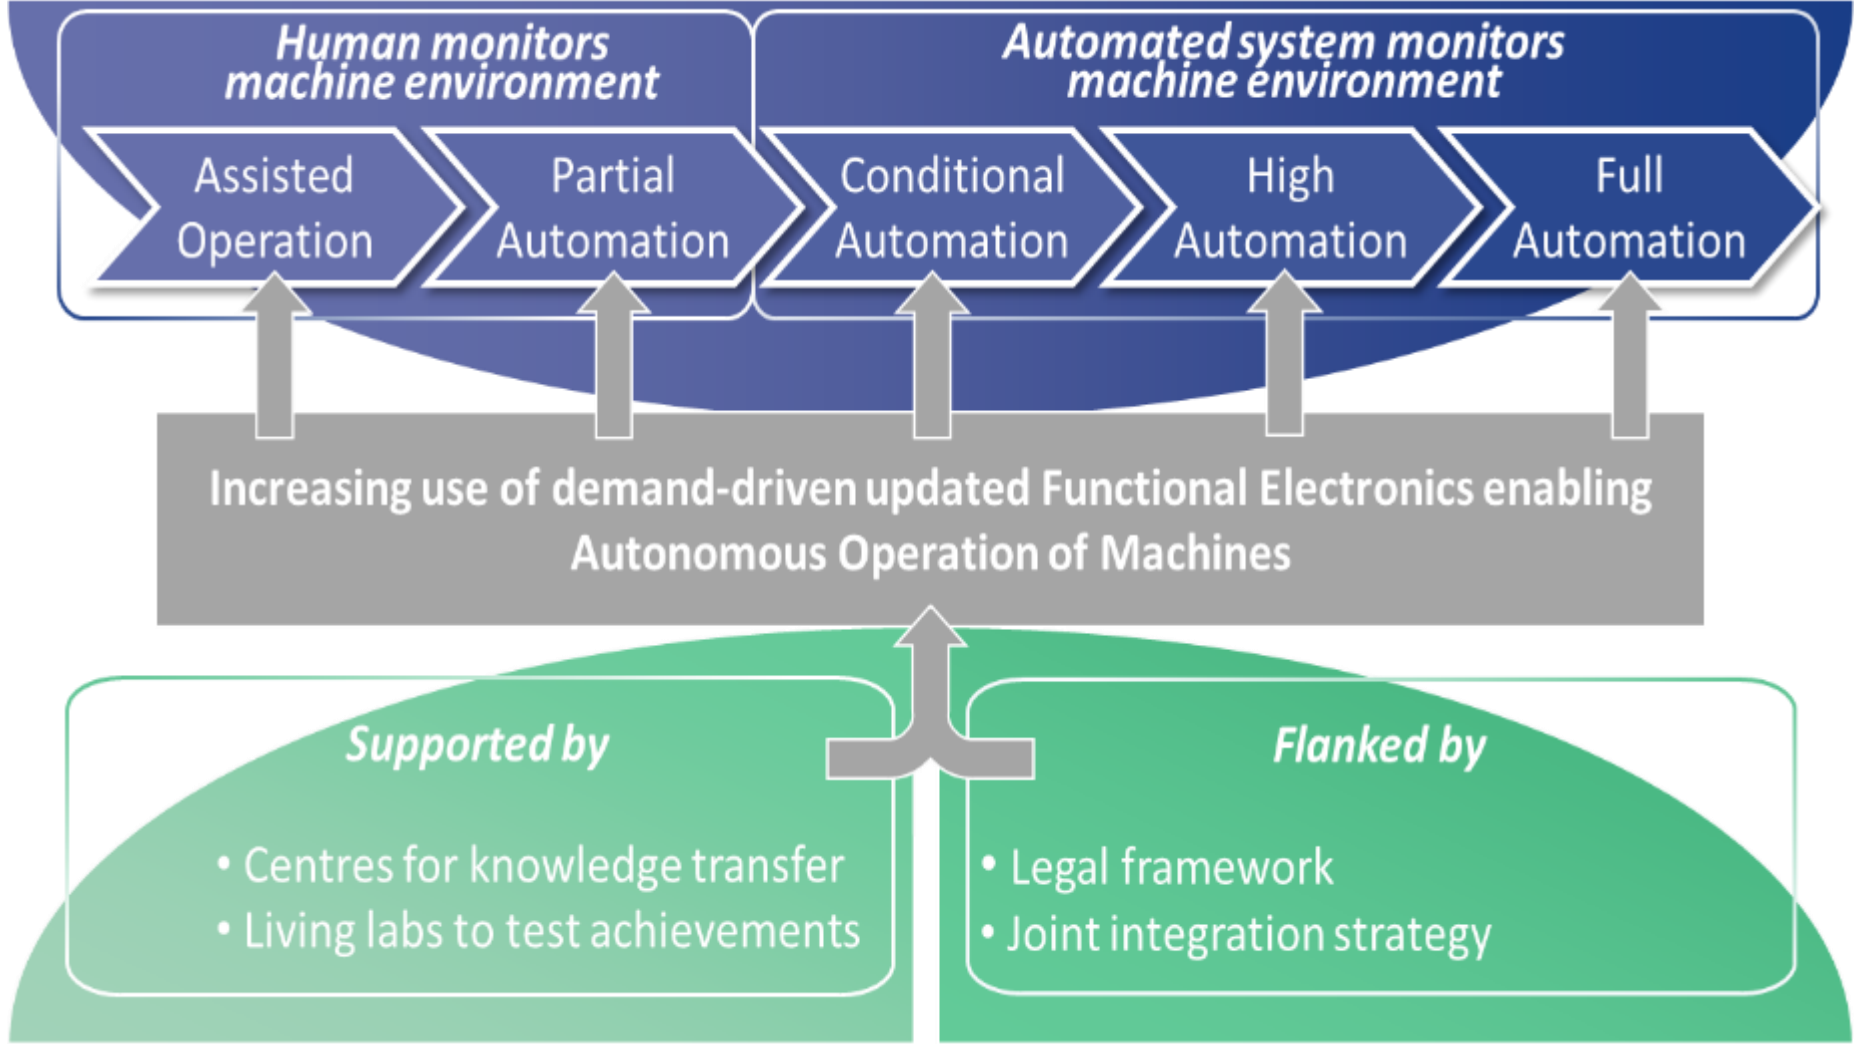 Human monitors
machine environment
Automated system monitors
machine environment
Assisted
Operation
Partial
Automation
Conditional
Automation
High
Automation
Full
Automation
Increasing use of demand-driven updated Functional Electronics enabling
Autonomous Operation of Machines
Supported by
• Centres for knowledge transfer
• Living labs to test achievements
Flanked by
• Legal framework
• Joint integration strategy